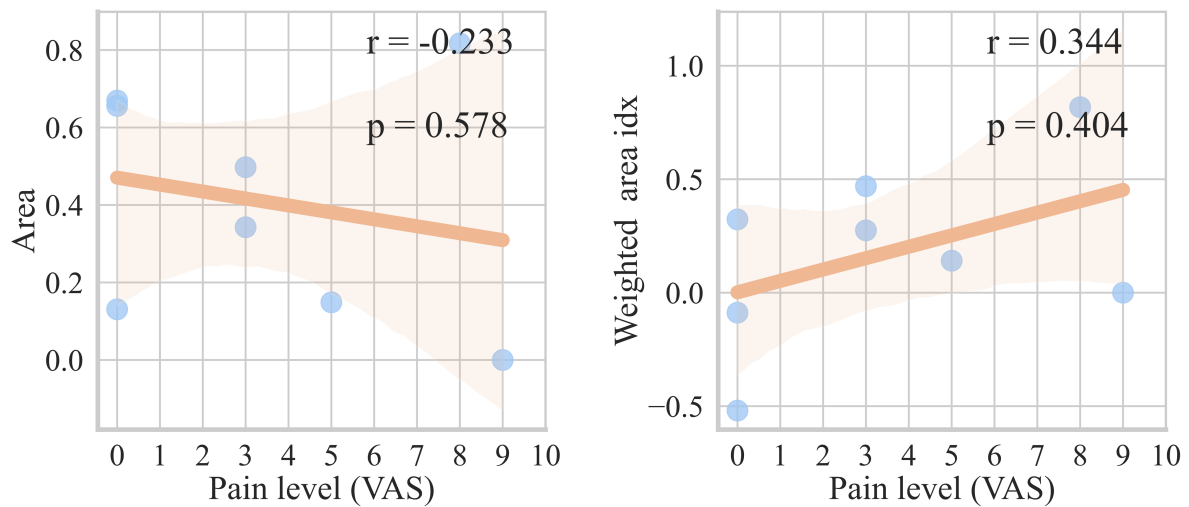 r = -0.233
p = 0.578
0.8
0.6
0.4
0.2
0.0
Area
0 1 2 3 4 5 6 7 8 9 10
Pain level (VAS)
r = 0.344
p = 0.404
1.0
0.5
0.0
−0.5
Weighted area idx
0 1 2 3 4 5 6 7 8 9 10
Pain level (VAS)